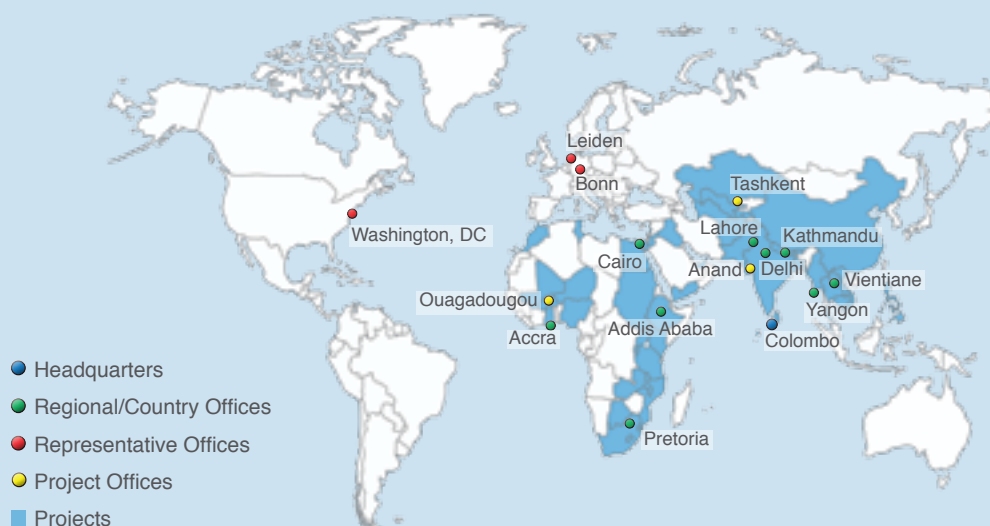 Leiden
Bonn
Tashkent
Washington, DC
Lahore
Kathmandu
Cairo
Anand
Delhi
Vientiane
Ouagadougou
Yangon
Accra
Addis Ababa
Colombo
Headquarters
Regional/Country Offices
Pretoria
Representative Offices
Project Offices
Projects